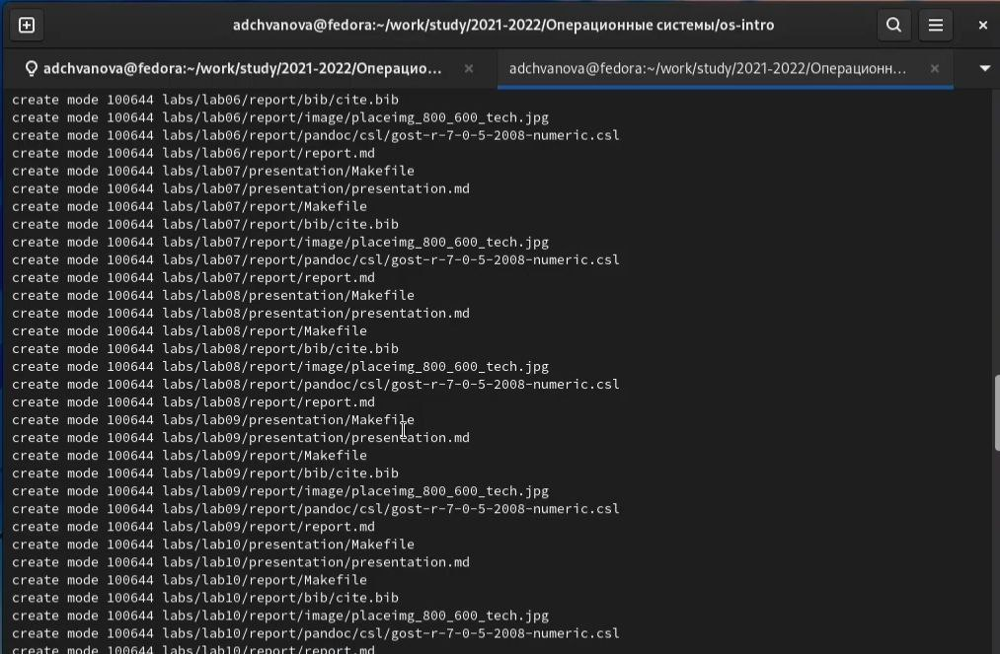 adchvanova@fedora:~/work/study/2021-2022/Операционные системы/os-intro
adchvanova@fedora:~/work/study/2021-2022/Операцио...
adchvanova@fedora:~/work/study/2021-2022/Операционн...
create mode 100644 labs/lab06/report/bib/cite.bib
create mode 100644 labs/lab06/report/image/placeimg_800_600_tech.jpg
create mode 100644 labs/lab06/report/pandoc/csl/gost-r-7-0-5-2008-numeric.csl
create mode 100644 labs/lab06/report/report.md
create mode 100644 labs/lab07/presentation/Makefile
create mode 100644 labs/lab07/presentation/presentation.md
create mode 100644 labs/lab07/report/Makefile
create mode 100644 labs/lab07/report/bib/cite.bib
create mode 100644 labs/lab07/report/image/placeimg_800_600_tech.jpg
create mode 100644 labs/lab07/report/pandoc/csl/gost-r-7-0-5-2008-numeric.csl
create mode 100644 labs/lab07/report/report.md
create mode 100644 labs/lab08/presentation/Makefile
create mode 100644 labs/lab08/presentation/presentation.md
create mode 100644 labs/lab08/report/Makefile
create mode 100644 labs/lab08/report/bib/cite.bib
create mode 100644 labs/lab08/report/image/placeimg_800_600_tech.jpg
create mode 100644 labs/lab08/report/pandoc/csl/gost-r-7-0-5-2008-numeric.csl
create mode 100644 labs/lab08/report/report.md
create mode 100644 labs/lab09/presentation/Makefile
create mode 100644 labs/lab09/presentation/presentation.md
create mode 100644 labs/lab09/report/Makefile
create mode 100644 labs/lab09/report/bib/cite.bib
create mode 100644 labs/lab09/report/image/placeimg_800_600_tech.jpg
create mode 100644 labs/lab09/report/pandoc/csl/gost-r-7-0-5-2008-numeric.csl
create mode 100644 labs/lab09/report/report.md
create mode 100644 labs/lab10/presentation/Makefile
create mode 100644 labs/lab10/presentation/presentation.md
create mode 100644 labs/lab10/report/Makefile
create mode 100644 labs/lab10/report/bib/cite.bib
create mode 100644 labs/lab10/report/image/placeimg_800_600_tech.jpg
create mode 100644 labs/lab10/report/pandoc/csl/gost-r-7-0-5-2008-numeric.csl
create mode 100644 labs/lab10/report/report.md